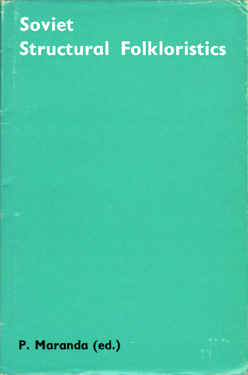 Soviet
Structural Folkloristics
P. Maranda (ed.)